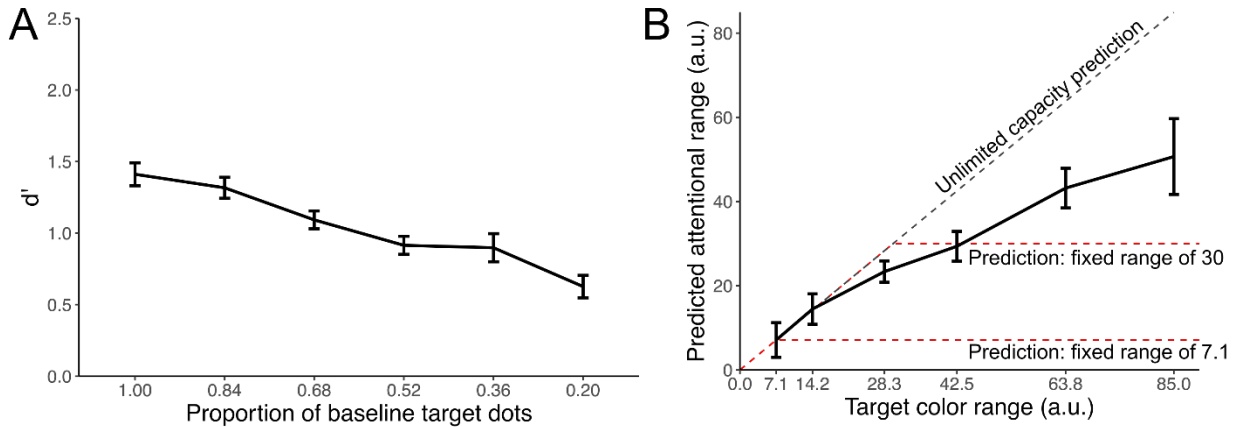 A
d'
2.5
2.0
1.5
1.0
0.5
0.0
1.00 0.84 0.68 0.52 0.36 0.20
Proportion of baseline target dots
B
Predicted attentional range (a.u.)
80
60
40
20
0
Unlimited capacity prediction
Prediction: fixed range of 30
Prediction: fixed range of 7.1
0.0 7.1 14.2 28.3 42.5 63.8 85.0
Target color range (a.u.)